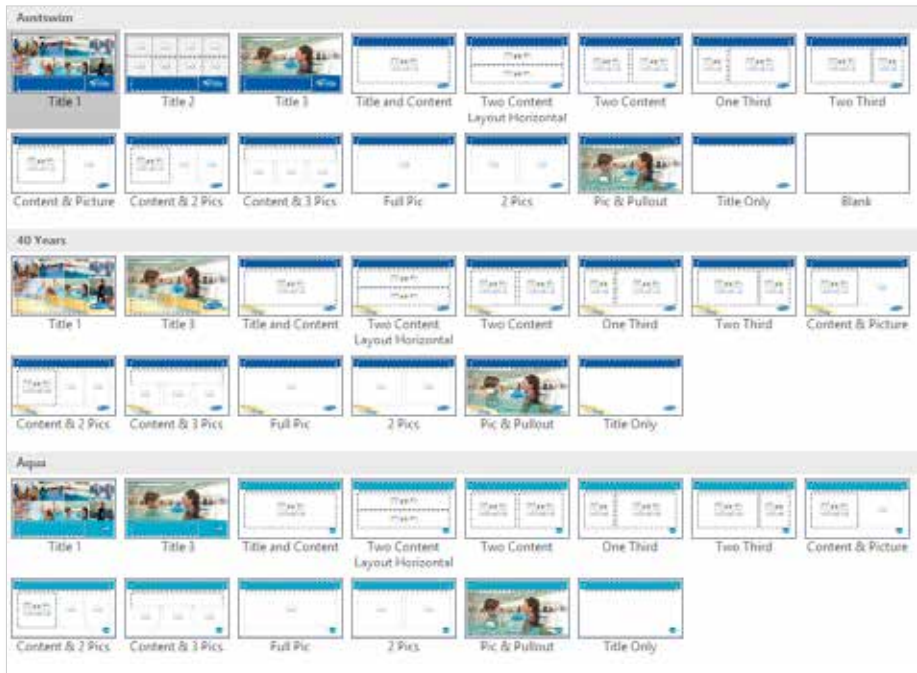 Austswim
Title 1 Title 2 Title 3 Title and Content Two Content Two Content One Third Two Third
Layout Horizontal
Content & Picture Content & 2 Pics Content & 3 Pics Full Pic 2 Pics Pic & Pullout Title Only Blank
40 Years
Title 1 Title 3 Title and Content Two Content Two Content One Third Two Third Content & Picture
Layout Horizontal
Content & 2 Pics Content & 3 Pics Full Pic 2 Pics Pic & Pullout Title Only
Aqua
Title 1 Title 3 Title and Content Two Content Two Content One Third Two Third Content & Picture
Layout Horizontal
Content & 2 Pics Content & 3 Pics Full Pic 2 Pics Pic & Pullout Title Only